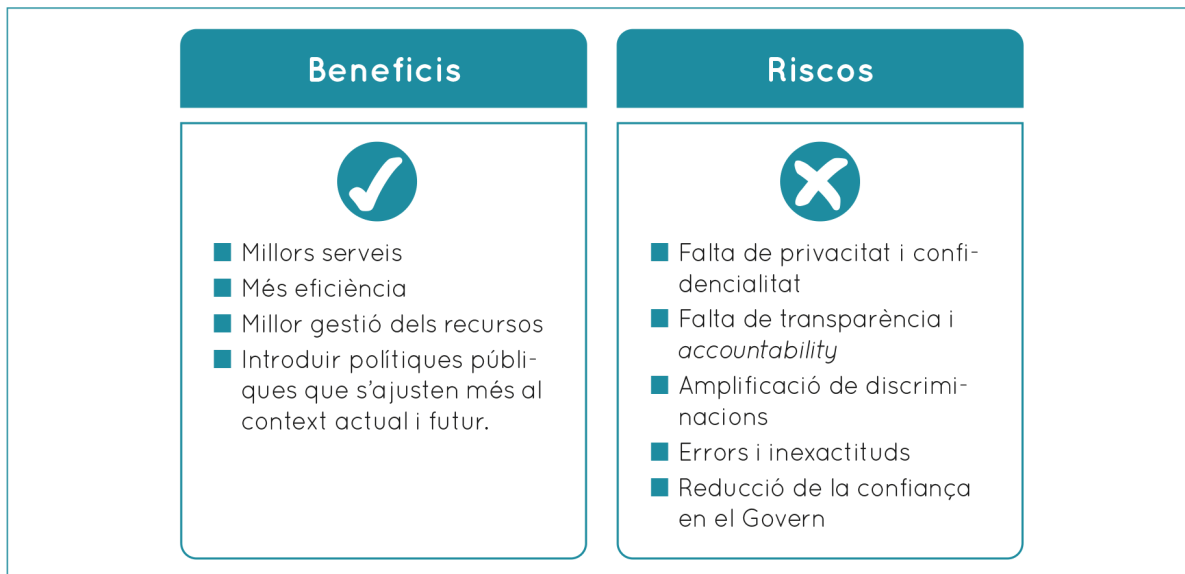 Beneficis
Millors serveis
Més eficiència
Millor gestió dels recursos
Introduir polítiques públi-
ques que s'ajusten més al
context actual i futur.
Riscos
Falta de privacitat i confi-
dencialitat
Falta de transparència i
accountability
Amplificació de discrimi-
nacions
Errors i inexactituds
Reducció de la confiança
en el Govern